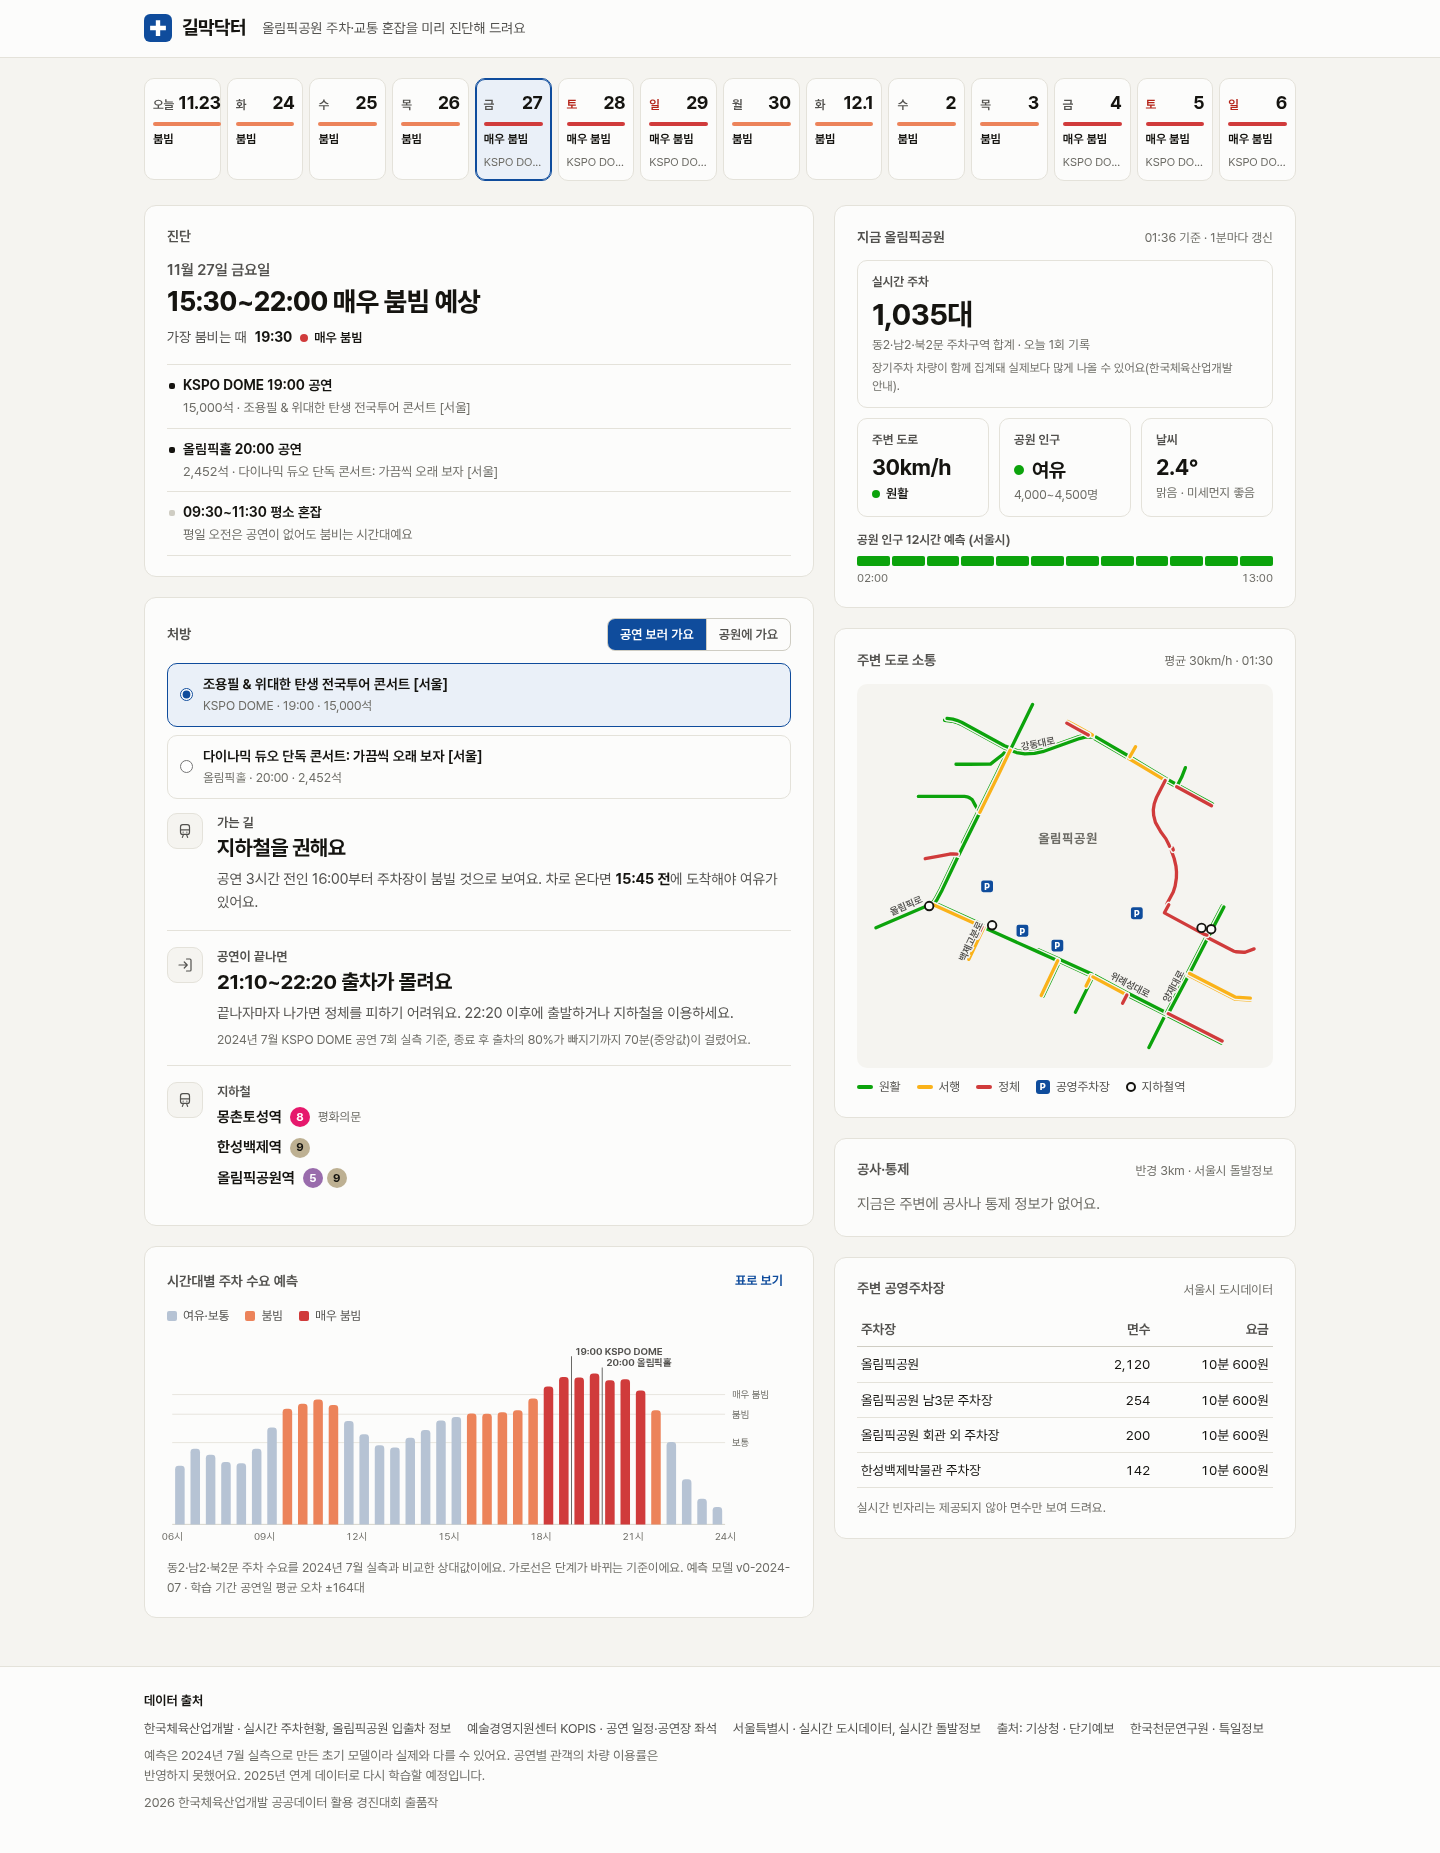 길막닥터 올림픽공원 주차·교통 혼잡을 미리 진단해 드려요
오늘 11.23 화 24 수 25 목 26 금 27 토 28 일 29 월 30 화 12.1 수 2 목 3 금 4 토 5 일 6
붐빔 붐빔 붐빔 붐빔 매우 붐빔 매우 붐빔 매우 붐빔 붐빔 붐빔 붐빔 붐빔 매우 붐빔 매우 붐빔 매우 붐빔
KSPO DO... KSPO DO... KSPO DO... KSPO DO... KSPO DO... KSPO DO...
진단
11월 27일 금요일
15:30~22:00 매우 붐빔 예상
가장 붐비는 때 19:30 매우 붐빔
KSPO DOME 19:00 공연
15,000석 · 조용필 & 위대한 탄생 전국투어 콘서트 [서울]
올림픽홀 20:00 공연
2,452석 · 다이나믹 듀오 단독 콘서트: 가끔씩 오래 보자 [서울]
09:30~11:30 평소 혼잡
평일 오전은 공연이 없어도 붐비는 시간대예요
처방 공연 보러 가요 공원에 가요
조용필 & 위대한 탄생 전국투어 콘서트 [서울]
KSPO DOME · 19:00 · 15,000석
다이나믹 듀오 단독 콘서트: 가끔씩 오래 보자 [서울]
올림픽홀 · 20:00 · 2,452석
가는 길
지하철을 권해요
공연 3시간 전인 16:00부터 주차장이 붐빌 것으로 보여요. 차로 온다면 15:45 전에 도착해야 여유가
있어요.
공연이 끝나면
21:10~22:20 출차가 몰려요
끝나자마자 나가면 정체를 피하기 어려워요. 22:20 이후에 출발하거나 지하철을 이용하세요.
2024년 7월 KSPO DOME 공연 7회 실측 기준, 종료 후 출차의 80%가 빠지기까지 70분(중앙값)이 걸렸어요.
지하철
몽촌토성역 8 평화의문
한성백제역 9
올림픽공원역 5 9
시간대별 주차 수요 예측 표로 보기
여유·보통 붐빔 매우 붐빔
19:00 KSPO DOME
20:00 올림픽홀
매우 붐빔
붐빔
보통
06시 09시 12시 15시 18시 21시 24시
동2·남2·북2문 주차 수요를 2024년 7월 실측과 비교한 상대값이에요. 가로선은 단계가 바뀌는 기준이에요. 예측 모델 v0-2024-
07 · 학습 기간 공연일 평균 오차 ±164대
지금 올림픽공원 01:36 기준 · 1분마다 갱신
실시간 주차
1,035대
동2·남2·북2문 주차구역 합계 · 오늘 1회 기록
장기주차 차량이 함께 집계돼 실제보다 많게 나올 수 있어요(한국체육산업개발
안내).
주변 도로 공원 인구 날씨
30km/h 여유 2.4°
원활 4,000~4,500명 맑음 · 미세먼지 좋음
공원 인구 12시간 예측 (서울시)
02:00 13:00
주변 도로 소통 평균 30km/h · 01:30
강동대로
올림픽공원
P
P
P
P
올림픽로
백제고분로
위례성대로
양재대로
원활 서행 정체 P 공영주차장 지하철역
공사·통제 반경 3km · 서울시 돌발정보
지금은 주변에 공사나 통제 정보가 없어요.
주변 공영주차장 서울시 도시데이터
주차장 면수 요금
올림픽공원 2,120 10분 600원
올림픽공원 남3문 주차장 254 10분 600원
올림픽공원 회관 외 주차장 200 10분 600원
한성백제박물관 주차장 142 10분 600원
실시간 빈자리는 제공되지 않아 면수만 보여 드려요.
데이터 출처
한국체육산업개발 · 실시간 주차현황, 올림픽공원 입출차 정보 예술경영지원센터 KOPIS · 공연 일정·공연장 좌석 서울특별시 · 실시간 도시데이터, 실시간 돌발정보 출처: 기상청 · 단기예보 한국천문연구원 · 특일정보
예측은 2024년 7월 실측으로 만든 초기 모델이라 실제와 다를 수 있어요. 공연별 관객의 차량 이용률은
반영하지 못했어요. 2025년 연계 데이터로 다시 학습할 예정입니다.
2026 한국체육산업개발 공공데이터 활용 경진대회 출품작